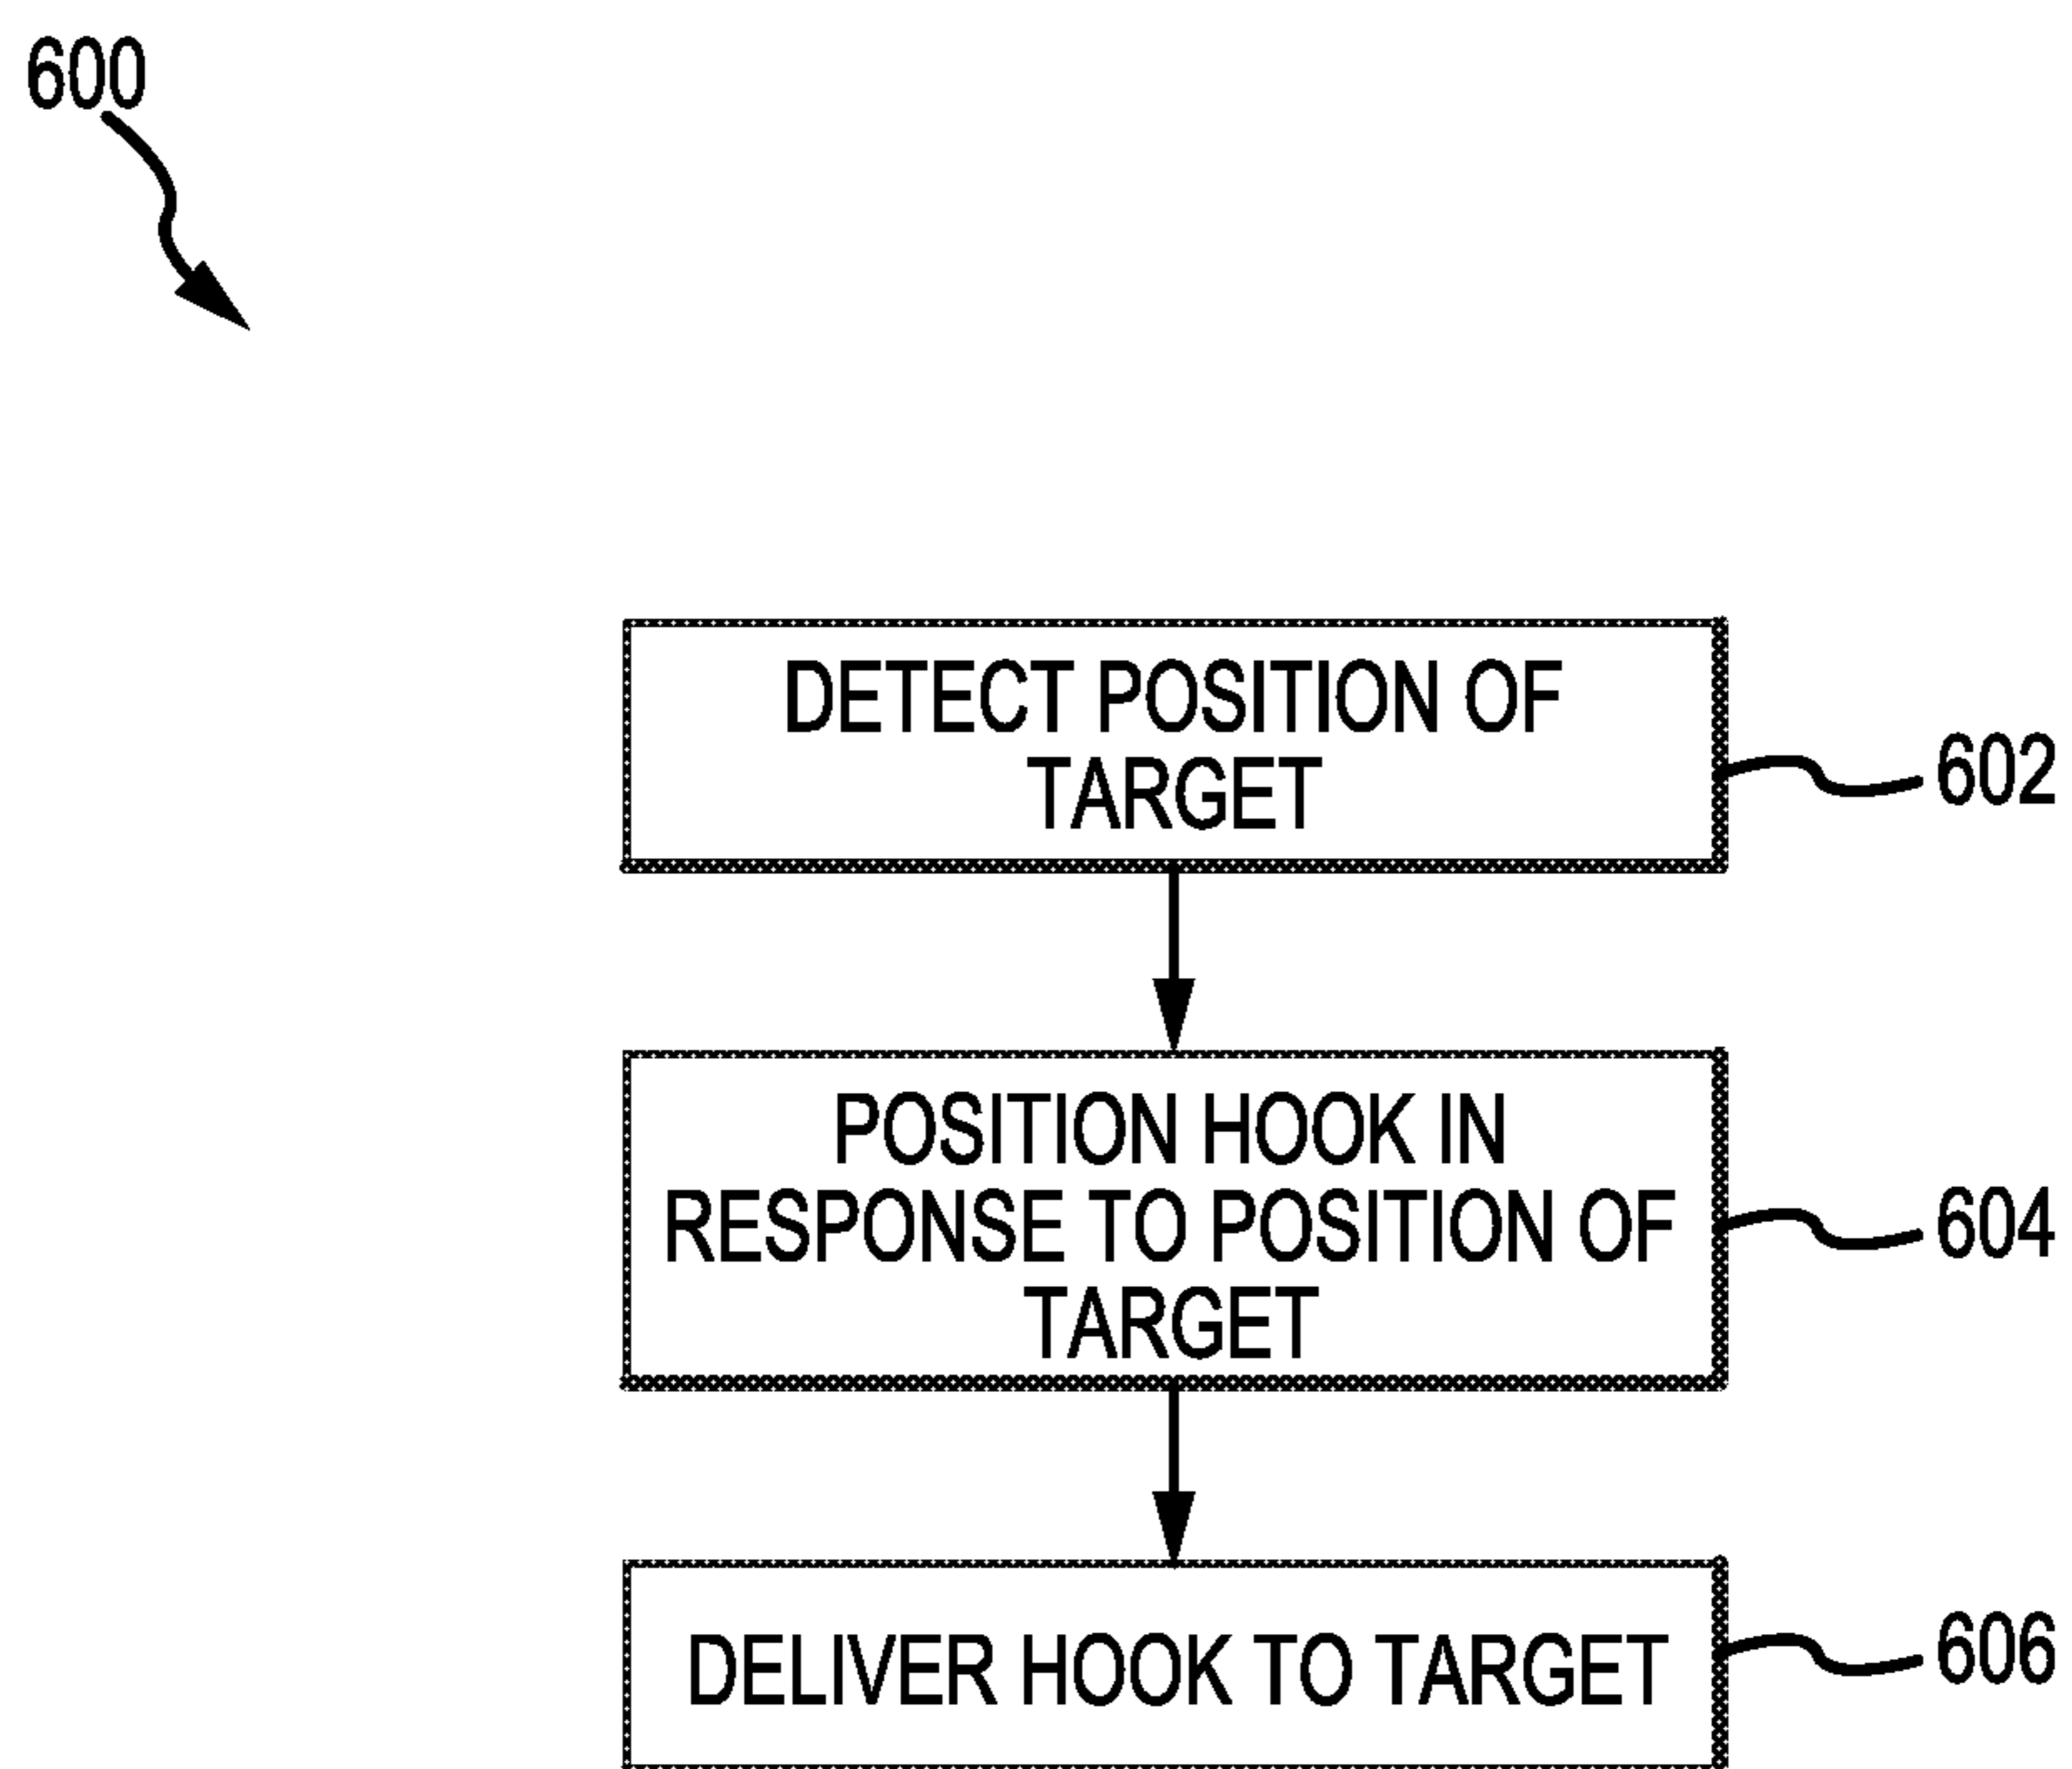 600
DETECT POSITION OF
TARGET
602
POSITION HOOK IN
RESPONSE TO POSITION OF
TARGET
604
DELIVER HOOK TO TARGET
606